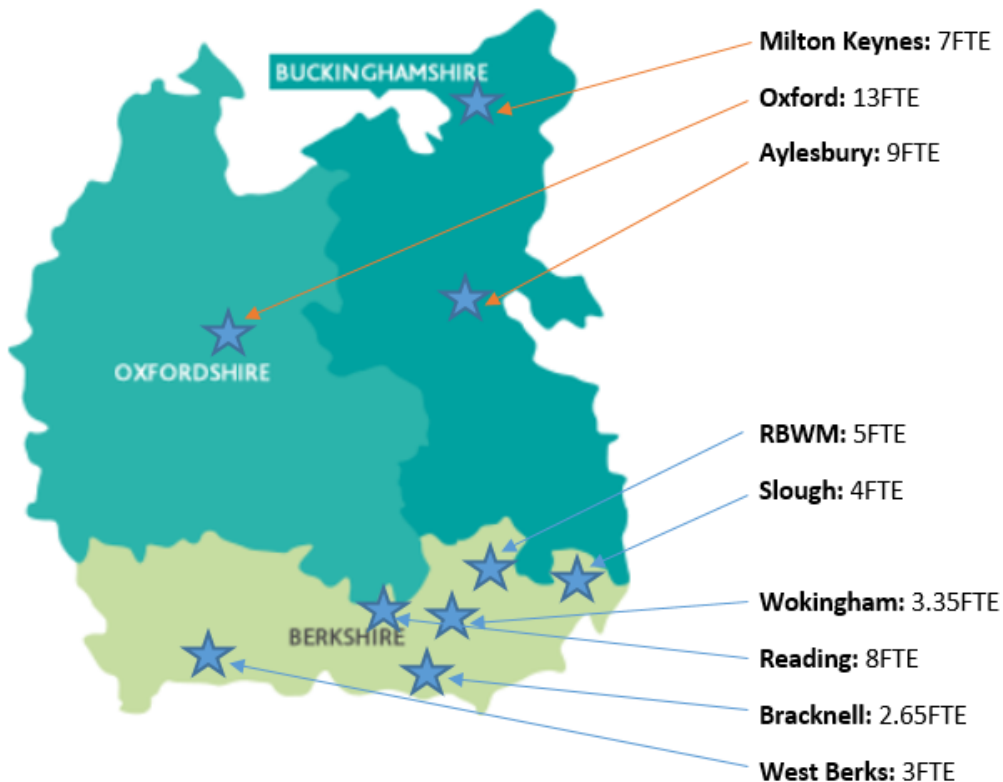 Milton Keynes: 7FTE
BUCKINGHAMSHIRE
Oxford: 13FTE
Aylesbury: 9FTE
OXFORDSHIRE
RBWM: 5FTE
Slough: 4FTE
Wokingham: 3.35FTE
BERKSHIRE
Reading: 8FTE
Bracknell: 2.65FTE
West Berks: 3FTE